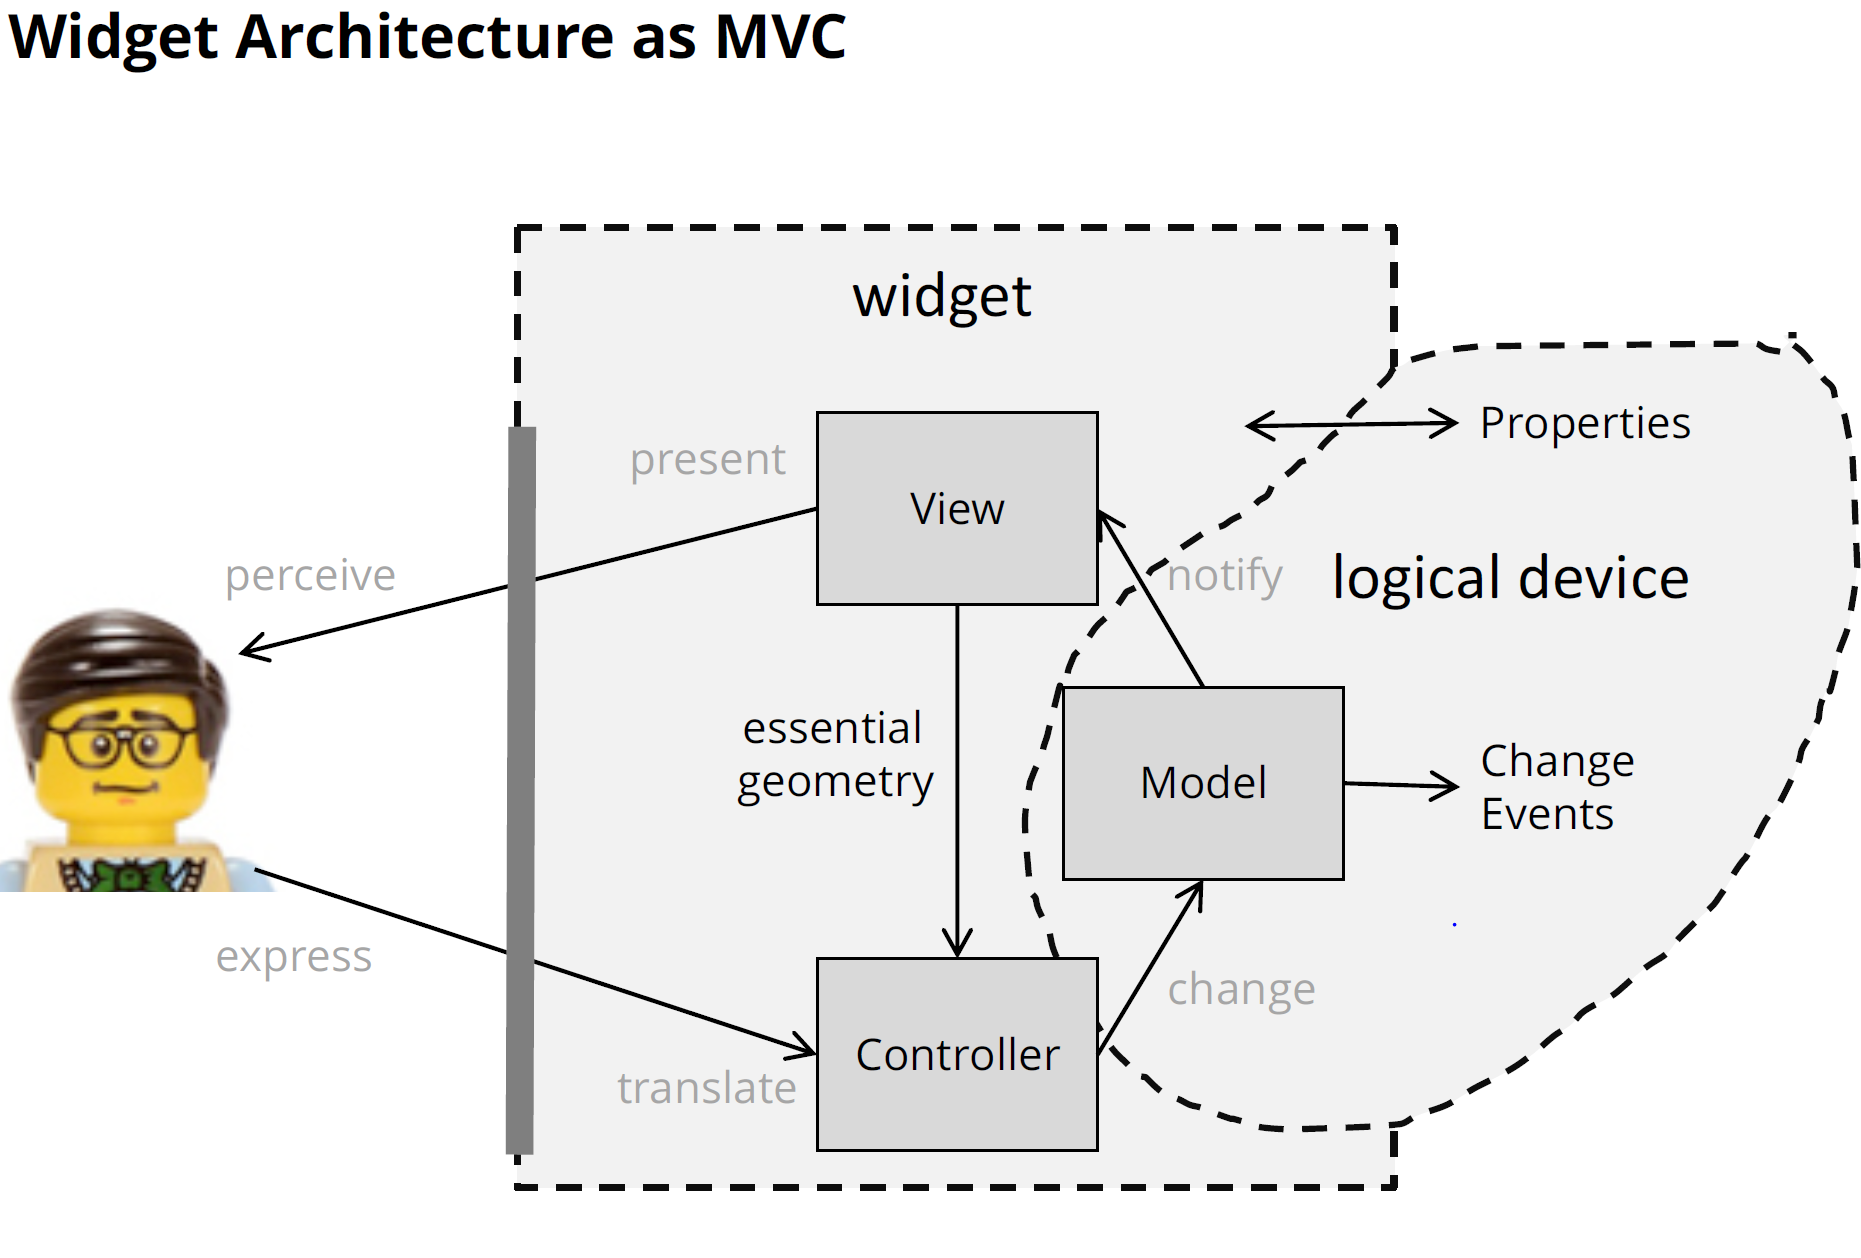 Widget Architecture as MVC
widget
Properties
present
View
perceive
notify
logical device
essential
geometry
Model
Change
Events
express
change
Controller
translate